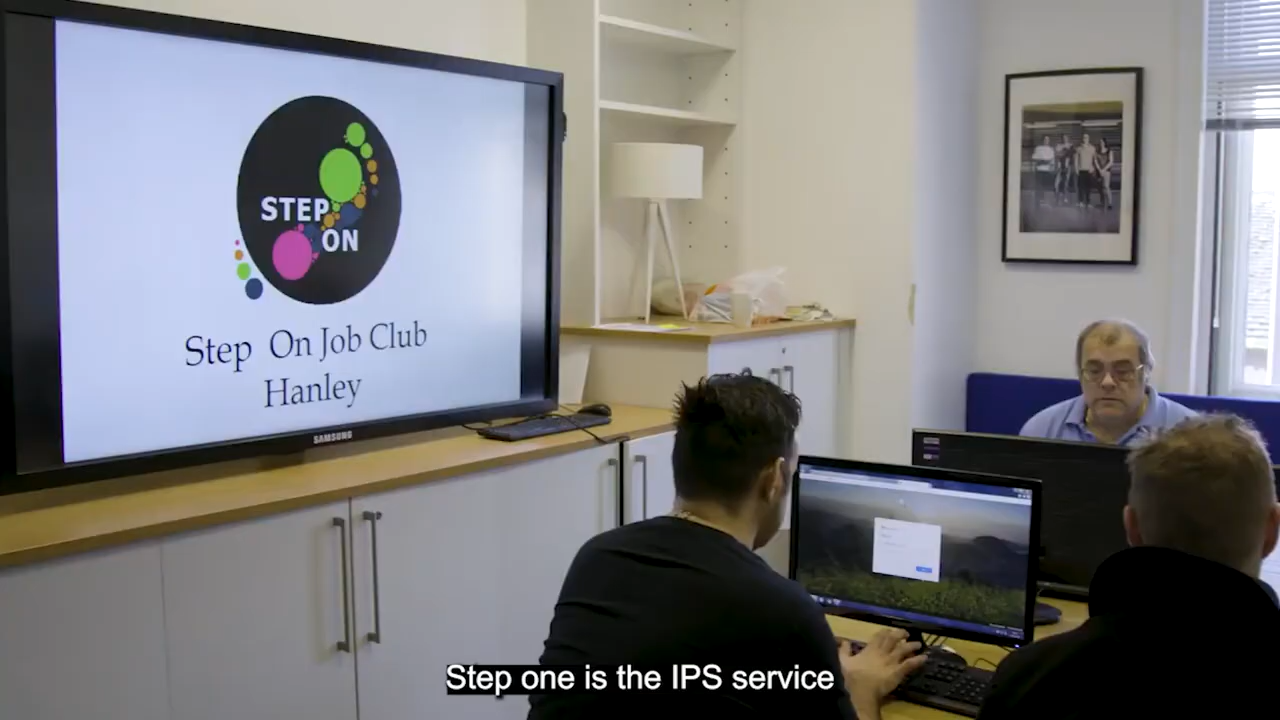 STEP
ON
Step On Job Club
Hanley
SAMSUNG
Step one is the IPS service